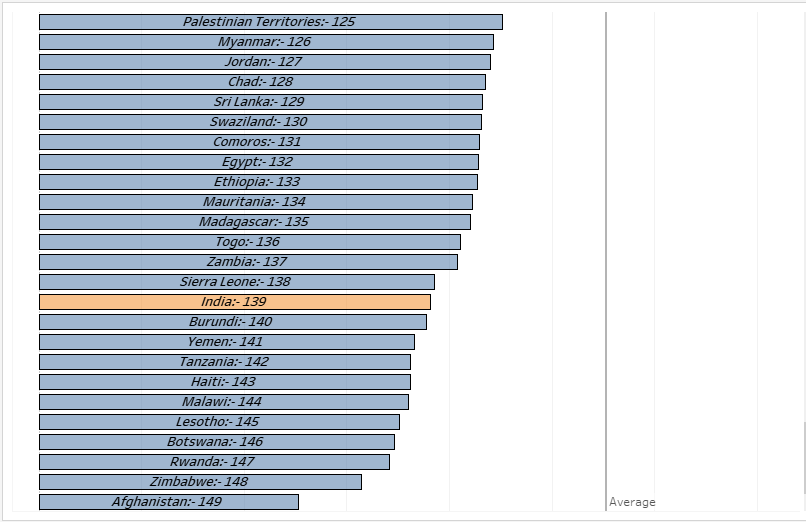 Palestinian Territories:- 125
Myanmar:- 126
Jordan:- 127
Chad:- 128
Sri Lanka:- 129
Swaziland:- 130
Comoros:- 131
Egypt:- 132
Ethiopia:- 133
Mauritania:- 134
Madagascar:- 135
Togo:- 136
Zambia:- 137
Sierra Leone:- 138
India:- 139
Burundi:- 140
Yemen:- 141
Tanzania:- 142
Haiti:- 143
Malawi:- 144
Lesotho:- 145
Botswana:- 146
Rwanda:- 147
Zimbabwe:- 148
Afghanistan:- 149
Average